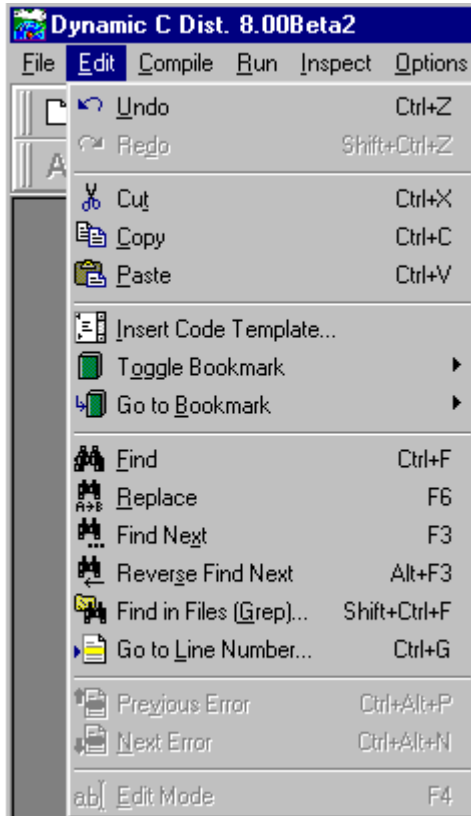 Dynamic C Dist. 8.00Beta2
File Edit Compile Run Inspect Options
Undo Ctrl+Z
Redo Shift+Ctrl+Z
Cut Ctrl+X
Copy Ctrl+C
Paste Ctrl+V
Insert Code Template...
Toggle Bookmark
Go to Bookmark
Find Ctrl+F
A→B Replace F6
Find Next F3
Reverse Find Next Alt+F3
Find in Files (Grep)... Shift+Ctrl+F
Go to Line Number... Ctrl+G
Previous Error Ctrl+Alt+P
Next Error Ctrl+Alt+N
ab Edit Mode F4